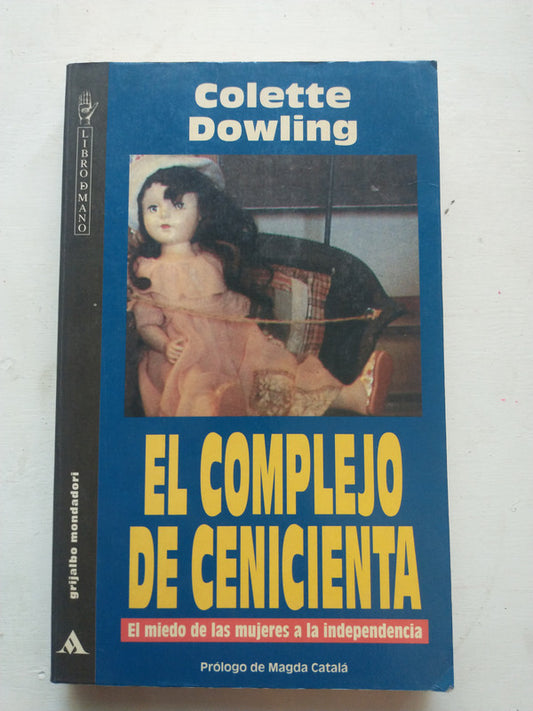 Colette
Dowling
LIBRO DE MANO
EL COMPLEJO
DE CENICIENTA
El miedo de las mujeres a la independencia
Prólogo de Magda Catalá
grijalbo mondadori